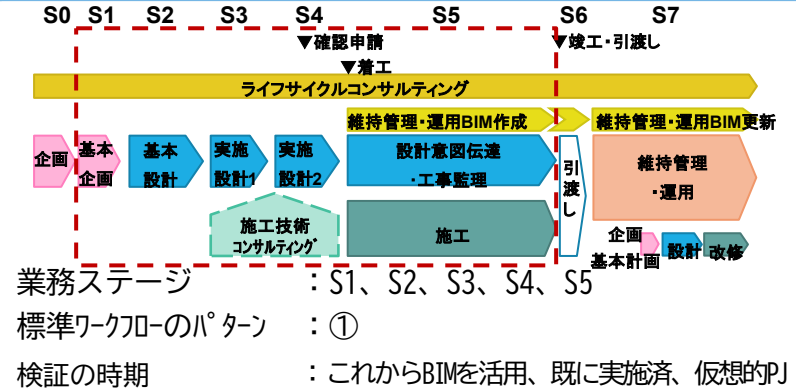 S0 S1 S2 S3 S4 S5 S6 S7
▼確認申請 ▼竣工・引渡し
▼着工
ライフサイクルコンサルティング
維持管理・運用BIM作成 維持管理・運用BIM更新
企画
基本
企画
基本
設計
実施
設計1
実施
設計2
設計意図伝達
・工事監理
引
渡
し
維持管理
・運用
施工技術
コンサルティング
施工
企画
基本計画
設計
改修
業務ステージ :S1、S2、S3、S4、S5
標準ワークフローのパターン :①
検証の時期 :これからBIMを活用、既に実施済、仮想的PJ